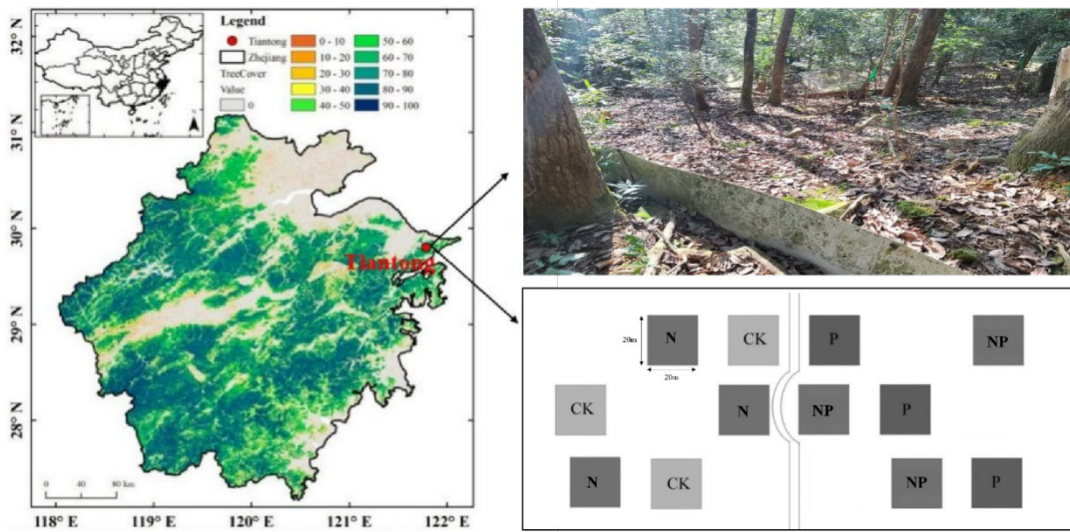 Legend
Tiantong
Zhejiang
TreeCover
Value
0
0 - 10
10 - 20
20 - 30
30 - 40
40 - 50
50 - 60
60 - 70
70 - 80
80 - 90
90 - 100
N
32° N
31° N
30° N
29° N
28° N
Tiantong
0 40 80 km
118° E 119° E 120° E 121° E 122° E
20m
20m
N CK P NP
CK N NP P
N CK NP P